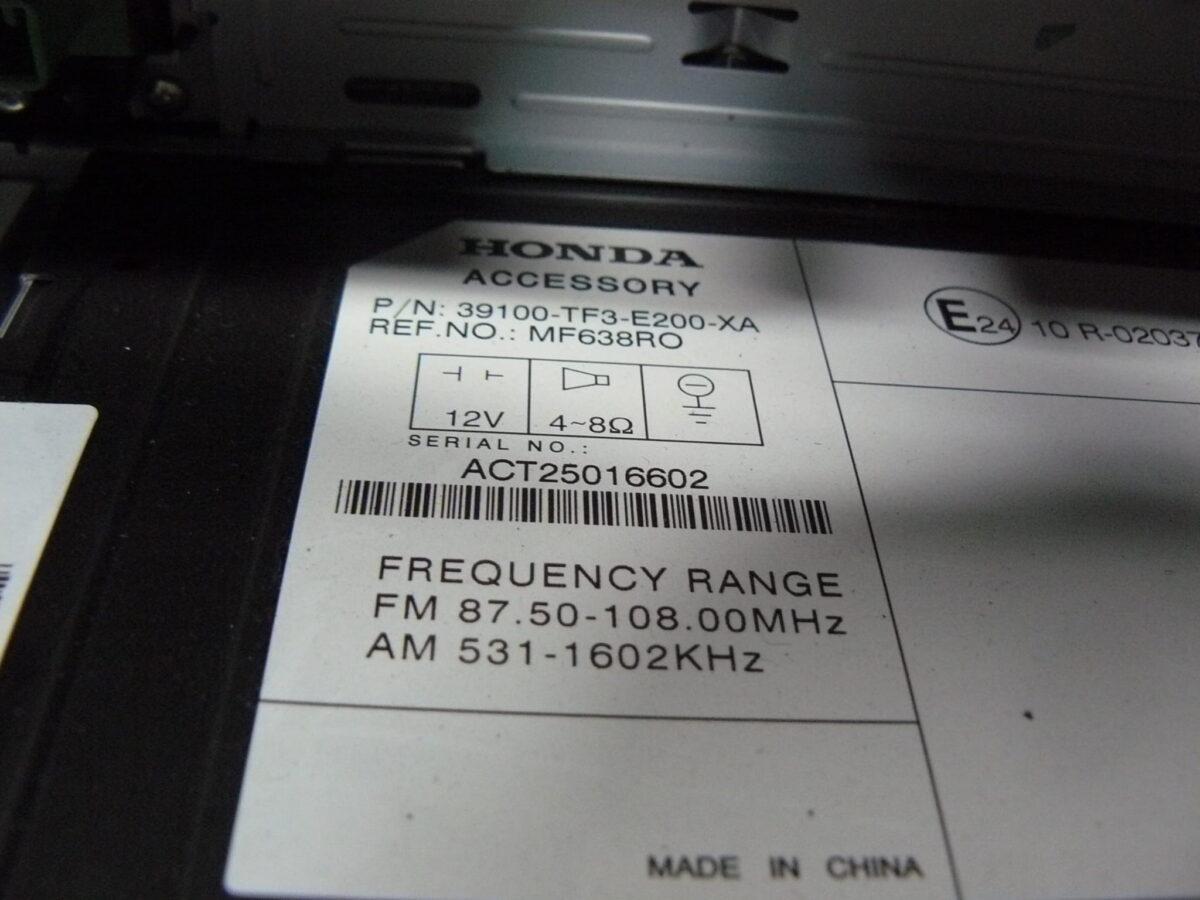 HONDA
ACCESSORY
P/N: 39100-TF3-E200-XA
REF.NO.: MF638RO
12V
4~8Ω
SERIAL NO.:
ACT25016602
FREQUENCY RANGE
FM 87.50-108.00MHz
AM 531-1602KHz
MADE IN CHINA
E24 10 R-02037